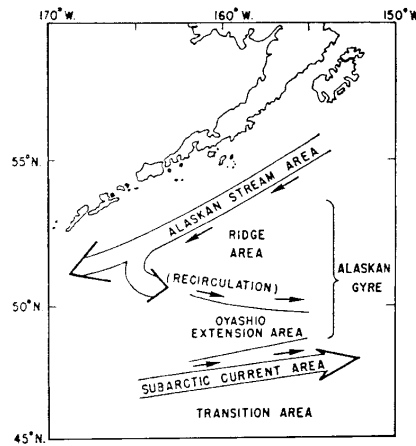 170°W. 160°W. 150°W.
55°N.
50°N.
45°N.
ALASKAN STREAM AREA
RIDGE
AREA
(RECIRCULATION)
ALASKAN
GYRE
OYASHIO
EXTENSION AREA
SUBARCTIC CURRENT AREA
TRANSITION AREA